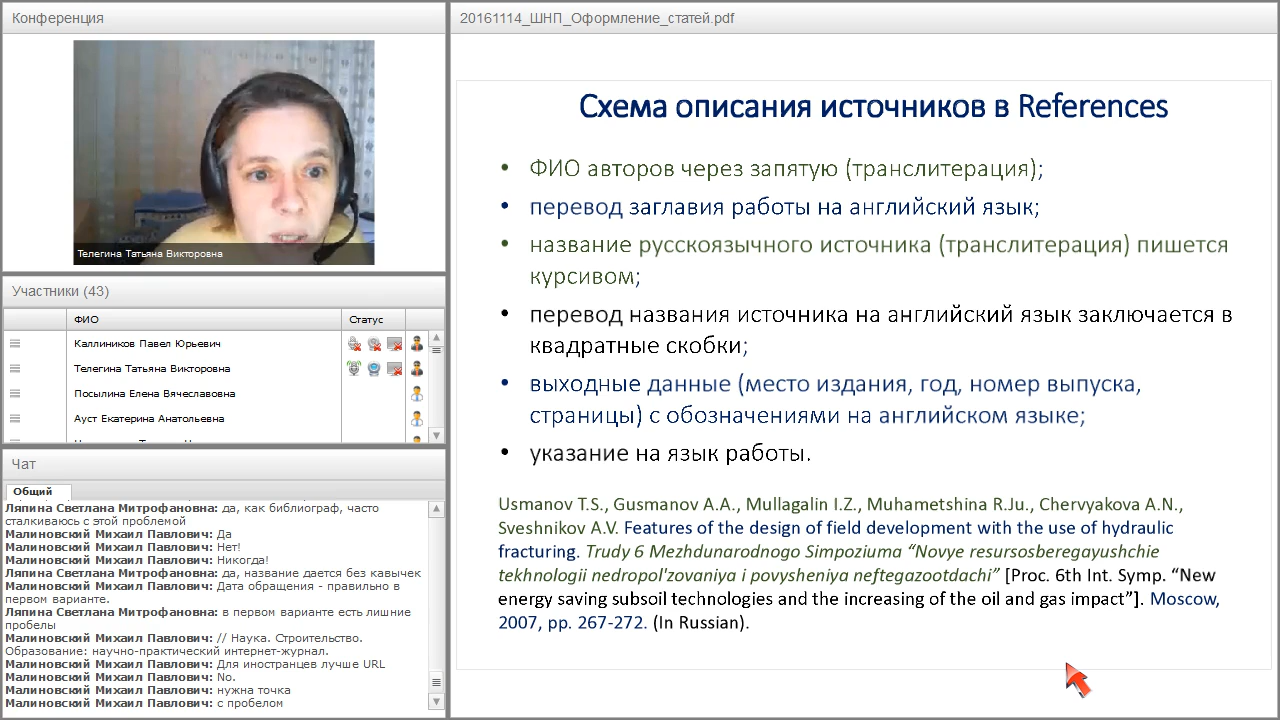 Конференция
Телегина Татьяна Викторовна
Участники (43)
ФИО
Статус
Каллиников Павел Юрьевич
Телегина Татьяна Викторовна
Посылина Елена Вячеславовна
Ауст Екатерина Анатольевна
Чат
Общий
Ляпина Светлана Митрофановна: да, как библиограф, часто
сталкиваюсь с этой проблемой
Малиновский Михаил Павлович: Да
Малиновский Михаил Павлович: Нет!
Малиновский Михаил Павлович: Никогда!
Ляпина Светлана Митрофановна: да, название дается без кавычек
Малиновский Михаил Павлович: Дата обращения - правильно в
первом варианте.
Ляпина Светлана Митрофановна: в первом варианте есть лишние
пробелы
Малиновский Михаил Павлович: // Наука. Строительство.
Образование: научно-практический интернет-журнал.
Малиновский Михаил Павлович: Для иностранцев лучше URL
Малиновский Михаил Павлович: No.
Малиновский Михаил Павлович: нужна точка
Малиновский Михаил Павлович: с пробелом
20161114_ШНП_Оформление_статей.pdf
Схема описания источников в References
• ФИО авторов через запятую (транслитерация);
• перевод заглавия работы на английский язык;
• название русскоязычного источника (транслитерация) пишется
курсивом;
• перевод названия источника на английский язык заключается в
квадратные скобки;
• выходные данные (место издания, год, номер выпуска,
страницы) с обозначениями на английском языке;
• указание на язык работы.
Usmanov T.S., Gusmanov A.A., Mullagalin I.Z., Muhametshina R.Ju., Chervyakova A.N.,
Sveshnikov A.V. Features of the design of field development with the use of hydraulic
fracturing. Trudy 6 Mezhdunarodnogo Simpoziuma “Novye resursosberegayushchie
tekhnologii nedropol'zovaniya i povysheniya neftegazootdachi” [Proc. 6th Int. Symp. “New
energy saving subsoil technologies and the increasing of the oil and gas impact”]. Moscow,
2007, pp. 267-272. (In Russian).